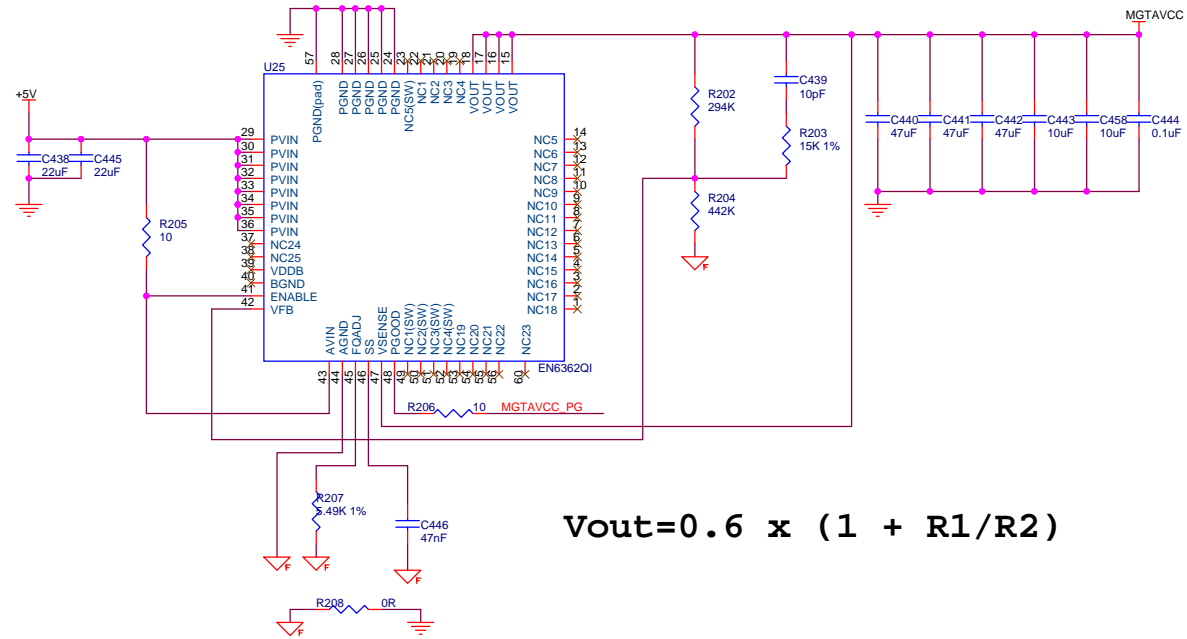 MGTAVCC
57
28
27
26
25
24
23
22
21
20
19
18
17
16
15
U25
PGND(pad)
PGND
PGND
PGND
PGND
PGND
NC5(SW)
NC1
NC2
NC3
NC4
VOUT
VOUT
VOUT
VOUT
+5V
C438
22uF
C445
22uF
R205
10
29 PVIN
30 PVIN
31 PVIN
32 PVIN
33 PVIN
34 PVIN
35 PVIN
36 PVIN
37 NC24
38 NC25
39 VDDB
40 BGND
41 ENABLE
42 VFB
NC5 14
NC6 13
NC7 12
NC8 11
NC9 10
NC10 9
NC11 8
NC12 7
NC13 6
NC14 5
NC15 4
NC16 3
NC17 2
NC18 1
R202
294K
C439
10pF
R203
15K 1%
R204
442K
F
C440
47uF
C441
47uF
C442
47uF
C443
10uF
C458
10uF
C444
0.1uF
AVIN
AGND
FQADJ
SS
VSENSE
PGOOD
NC1(SW)
NC2(SW)
NC3(SW)
NC4(SW)
NC19
NC20
NC21
NC22
NC23
EN6362QI
43
44
45
46
47
48
49
50
51
52
53
54
55
56
60
R206 10 MGTAVCC_PG
R207
5.49K 1%
C446
47nF
Vout=0.6 x (1 + R1/R2)
F
F
F
R208 0R
F